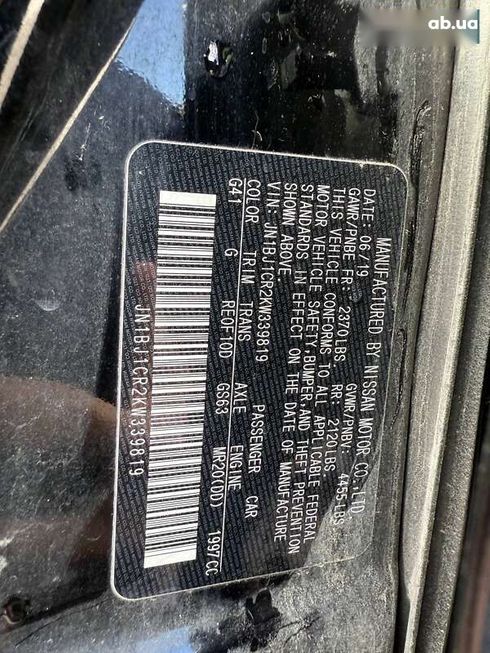 ab.ua
MANUFACTURED BY NISSAN MOTOR CO.,LTD.
DATE: 06/19 GVWR/PNBV: 4455 LBS
GAWR/PNBE FR: 2370LBS RR: 2120LBS
THIS VEHICLE CONFORMS TO ALL APPLICABLE FEDERAL
MOTOR VEHICLE SAFETY, BUMPER, AND THEFT PREVENTION
STANDARDS IN EFFECT ON THE DATE OF MANUFACTURE
SHOWN ABOVE
VIN: JN1BJ1CR2KW339819 PASSENGER CAR
COLOR TRIM TRANS AXLE ENGINE
G41 G RE0F10D GS63 MR20(DD) 1997CC
JN1BJ1CR2KW339819